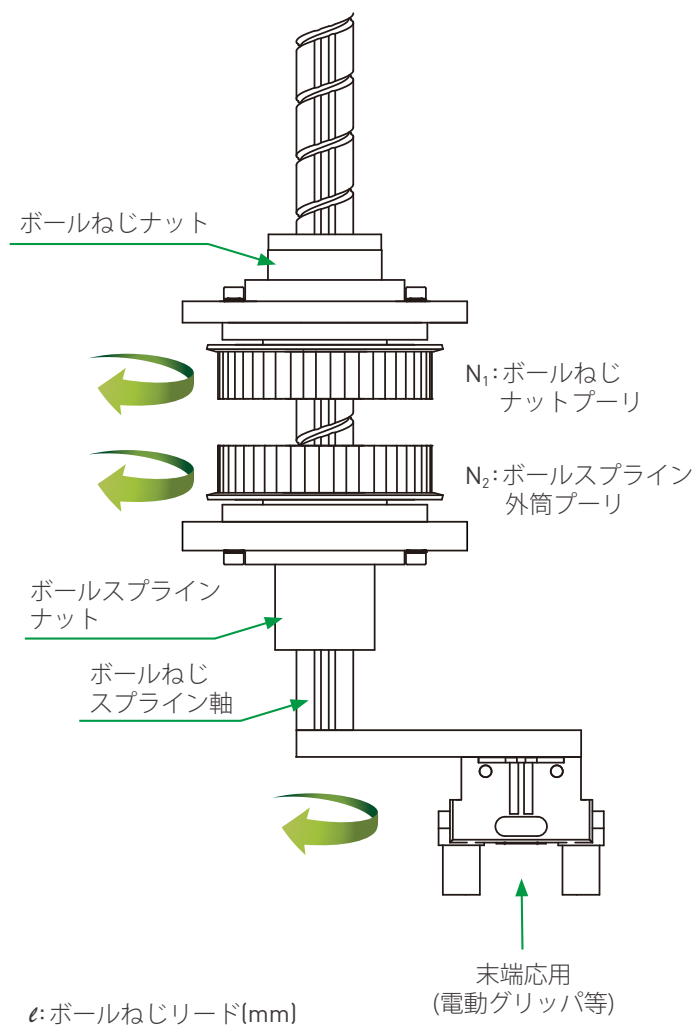 ボールねじナット
N₁:ボールねじ
ナットプーリ
N₂:ボールスプライン
外筒プーリ
ボールスプライン
ナット
ボールねじ
スプライン軸
末端応用
(電動グリッパ等)
ℓ:ボールねじリード(mm)